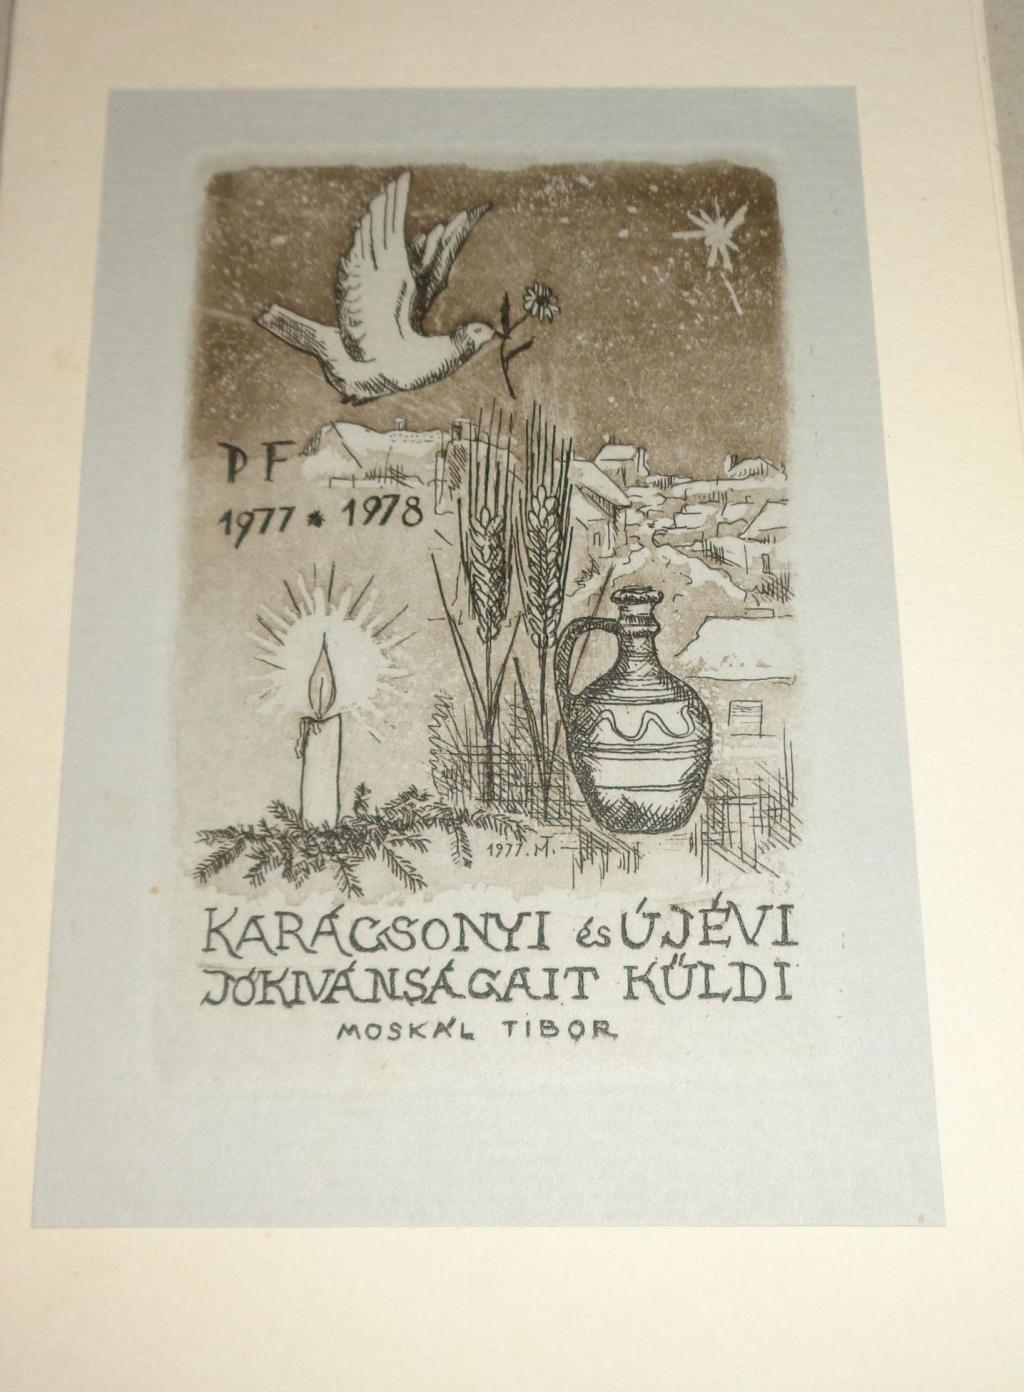 PF
1977 * 1978
1977. M.
KARÁCSONYI és ÚJÉVI
JÓKIVÁNSÁGAIT KÜLDI
MOSKÁL TIBOR